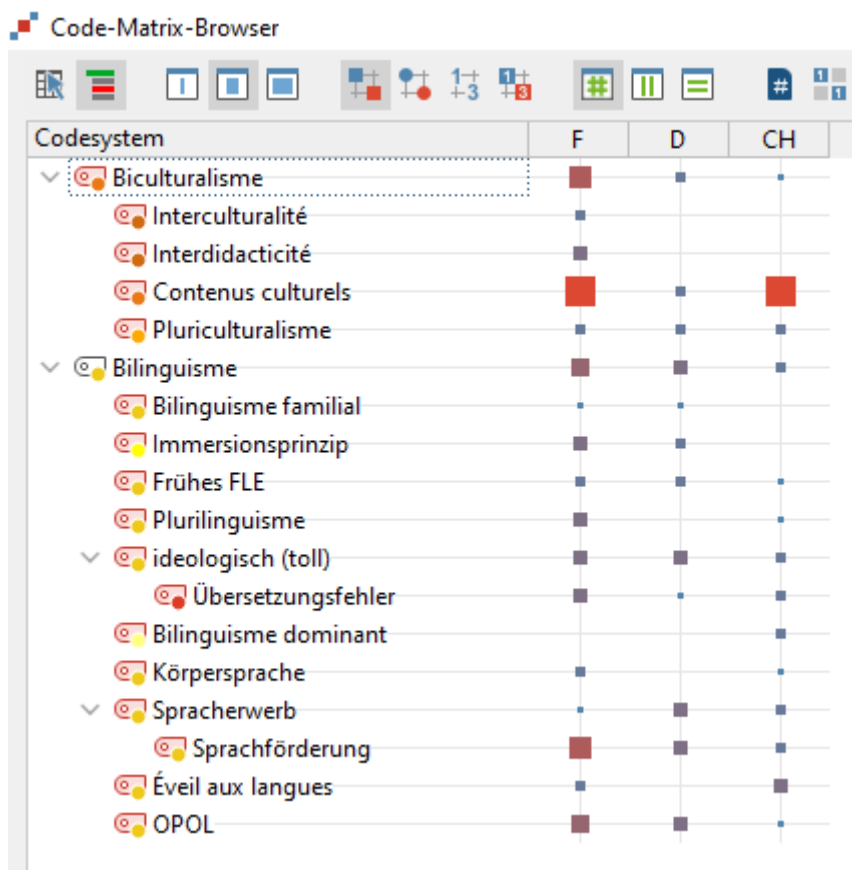 Code-Matrix-Browser
Codesystem F D CH
Biculturalisme
Interculturalité
Interdidacticité
Contenus culturels
Pluriculturalisme
Bilinguisme
Bilinguisme familial
Immersionsprinzip
Frühes FLE
Plurilinguisme
ideologisch (toll)
Übersetzungsfehler
Bilinguisme dominant
Körpersprache
Spracherwerb
Sprachförderung
Éveil aux langues
OPOL